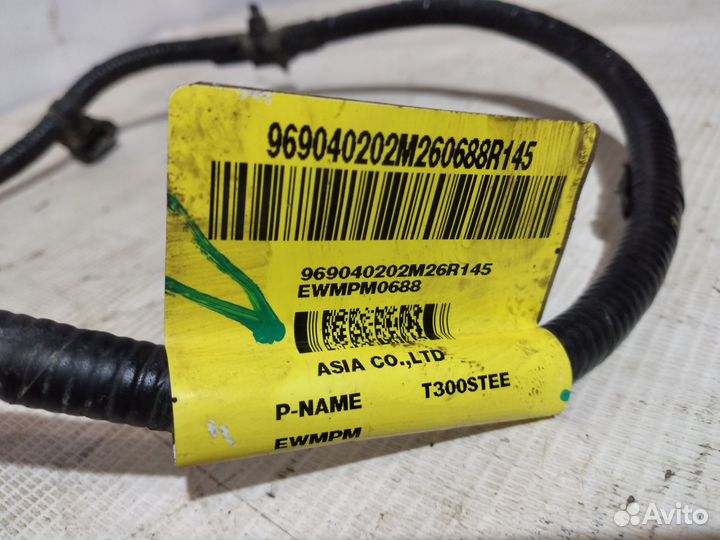 969040202M260688R145
969040202M26R145
EWMPM0688
ASIA CO.,LTD
P-NAME T300STEE
EWMPM
Avito